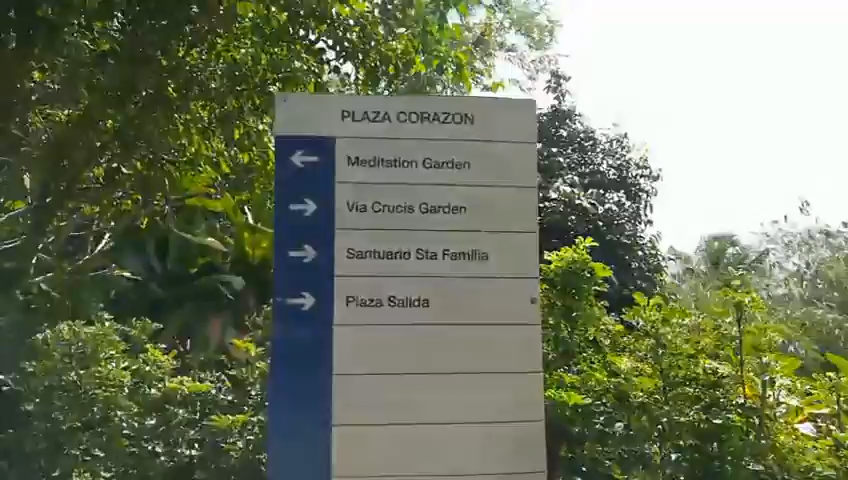 PLAZA CORAZON
Meditation Garden
Via Crucis Garden
Santuario Sta Familia
Plaza Salida